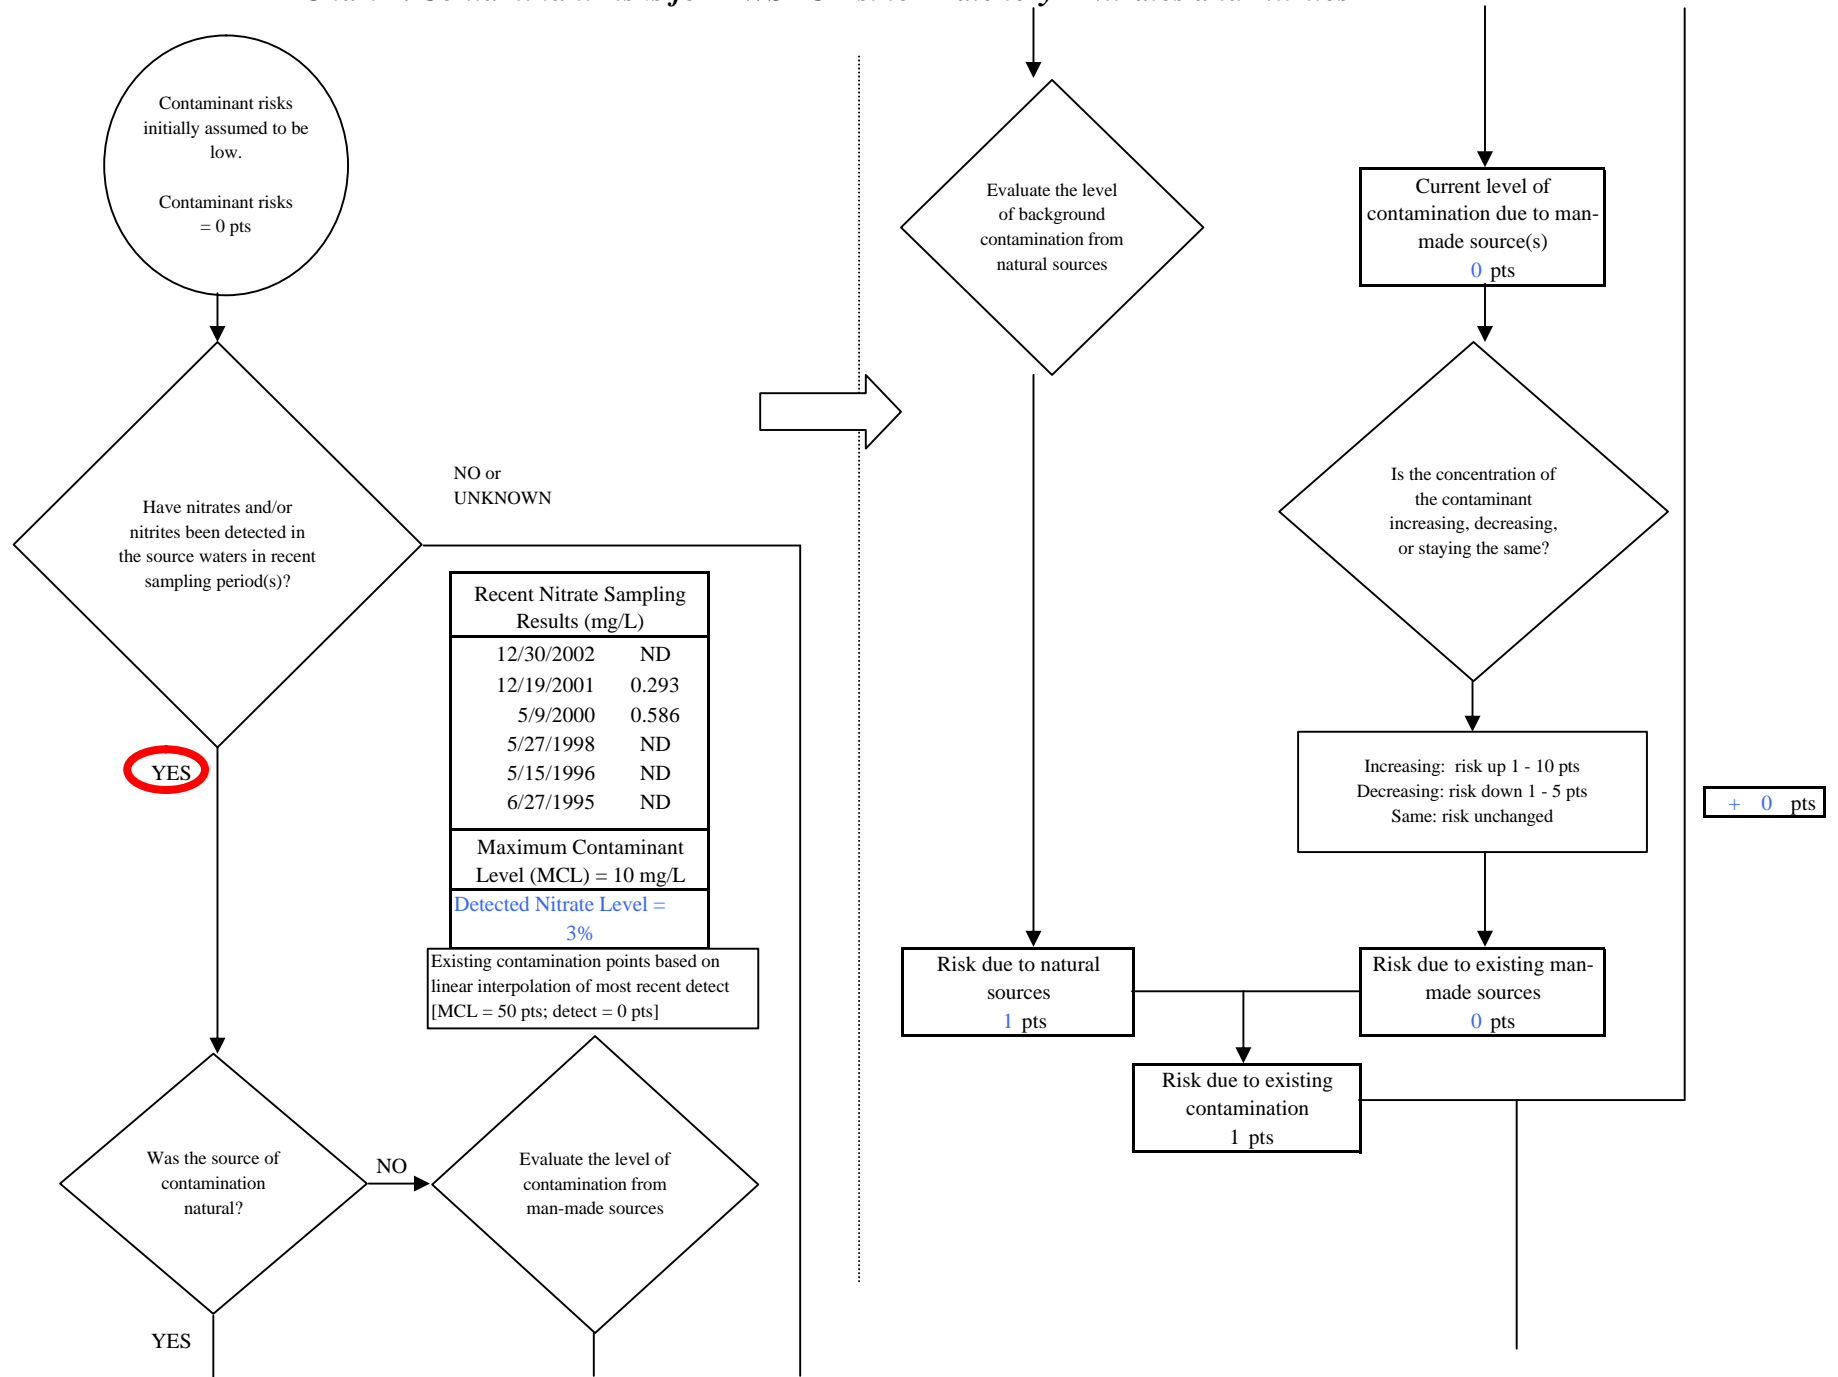 Contaminant risks
initially assumed to be
low.
Contaminant risks
= 0 pts
Have nitrates and/or
nitrites been detected in
the source waters in recent
sampling period(s)?
NO or
UNKNOWN
YES
Recent Nitrate Sampling
Results (mg/L)
12/30/2002 ND
12/19/2001 0.293
5/9/2000 0.586
5/27/1998 ND
5/15/1996 ND
6/27/1995 ND
Maximum Contaminant
Level (MCL) = 10 mg/L
Detected Nitrate Level =
3%
Existing contamination points based on
linear interpolation of most recent detect
[MCL = 50 pts; detect = 0 pts]
Was the source of
contamination
natural?
NO
YES
Evaluate the level of
contamination from
man-made sources
Evaluate the level
of background
contamination from
natural sources
Current level of
contamination due to man-
made source(s)
0 pts
Is the concentration of
the contaminant
increasing, decreasing,
or staying the same?
Increasing: risk up 1 - 10 pts
Decreasing: risk down 1 - 5 pts
Same: risk unchanged
+ 0 pts
Risk due to natural
sources
1 pts
Risk due to existing man-
made sources
0 pts
Risk due to existing
contamination
1 pts